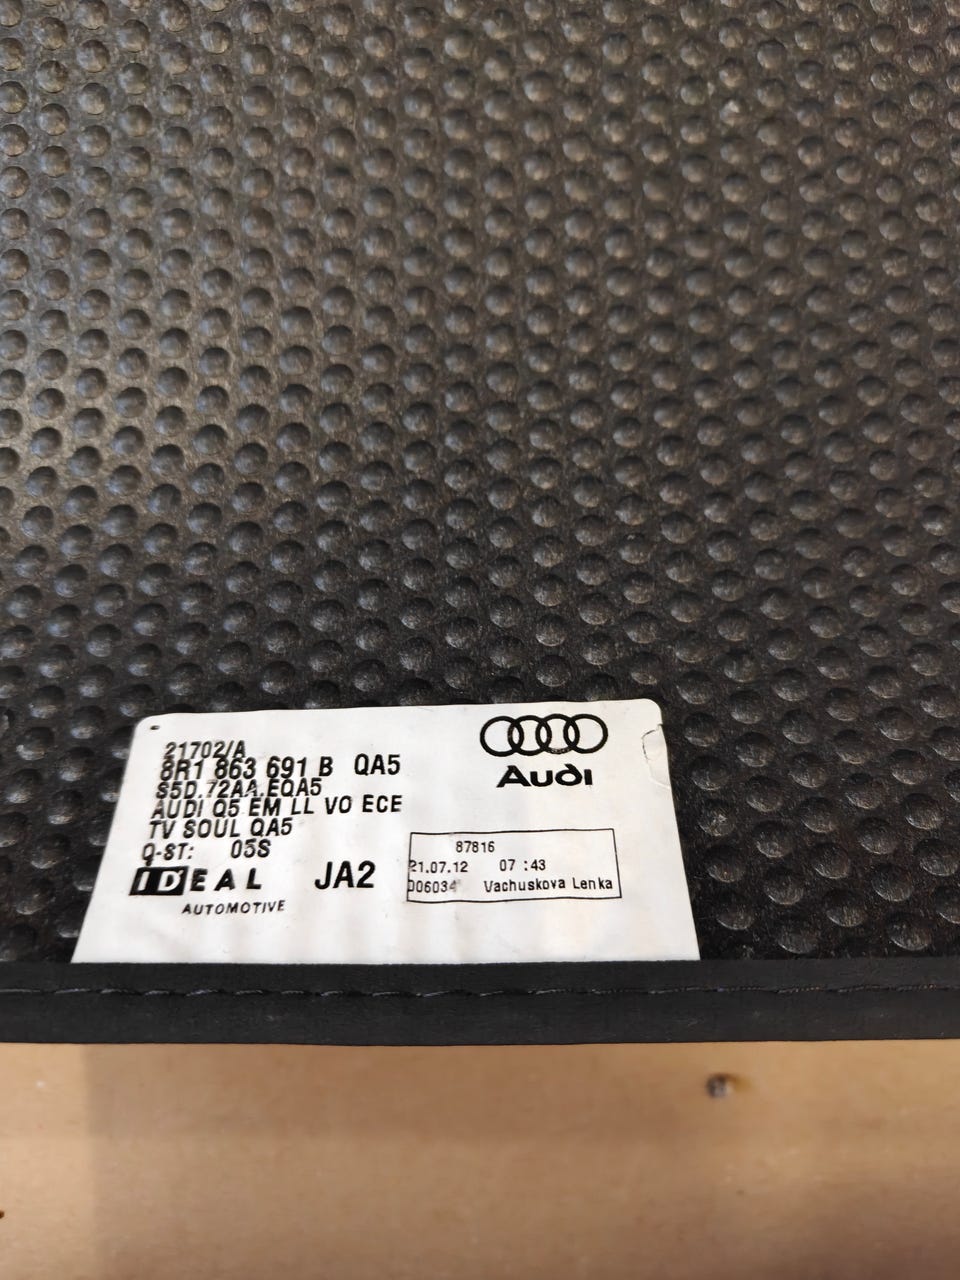 21702/A
8R1 863 691 B QA5
S5D.72AA.EQA5
AUDI Q5 EM LL VO ECE
TV SOUL QA5
Q-ST: 03S
IDEAL JA2
AUTOMOTIVE
Audi
87816
21.07.12 07 :43
D06034 Vachuskova Lenka